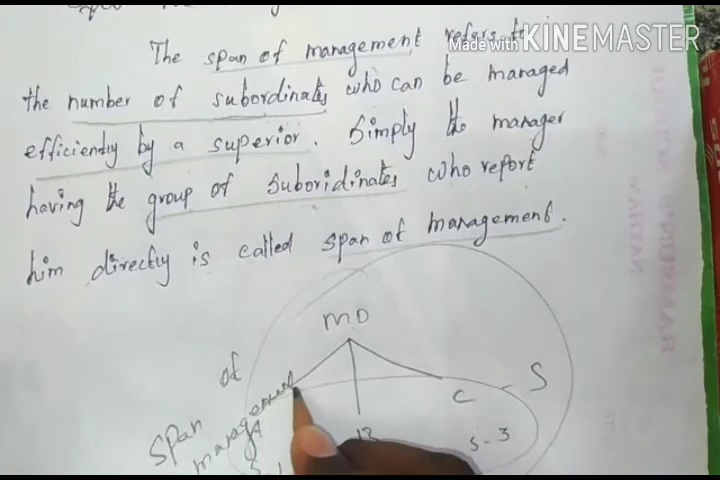 Made with KINEMASTER
The span of management refers to
the number of subordinates who can be managed
efficiently by a superior. Simply the manager
having the group of suboridinates who report
him directly is called span of management.
MD
Span of management
C
S
S-3